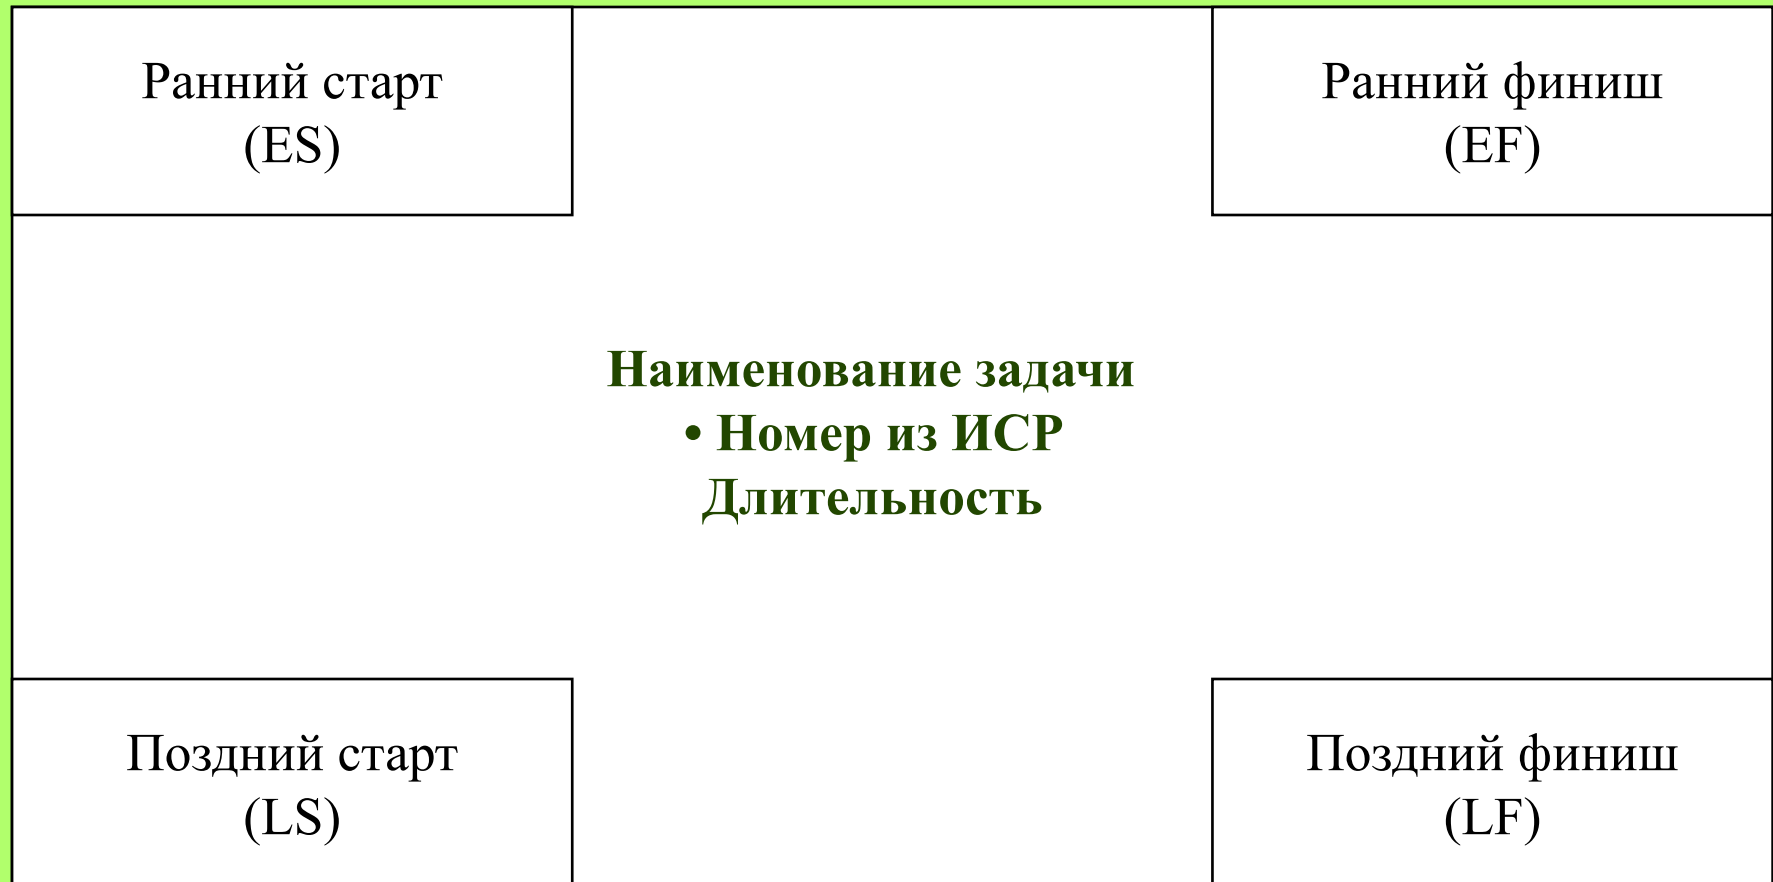 Ранний старт
(ES)
Ранний финиш
(EF)
Наименование задачи
• Номер из ИСР
Длительность
Поздний старт
(LS)
Поздний финиш
(LF)